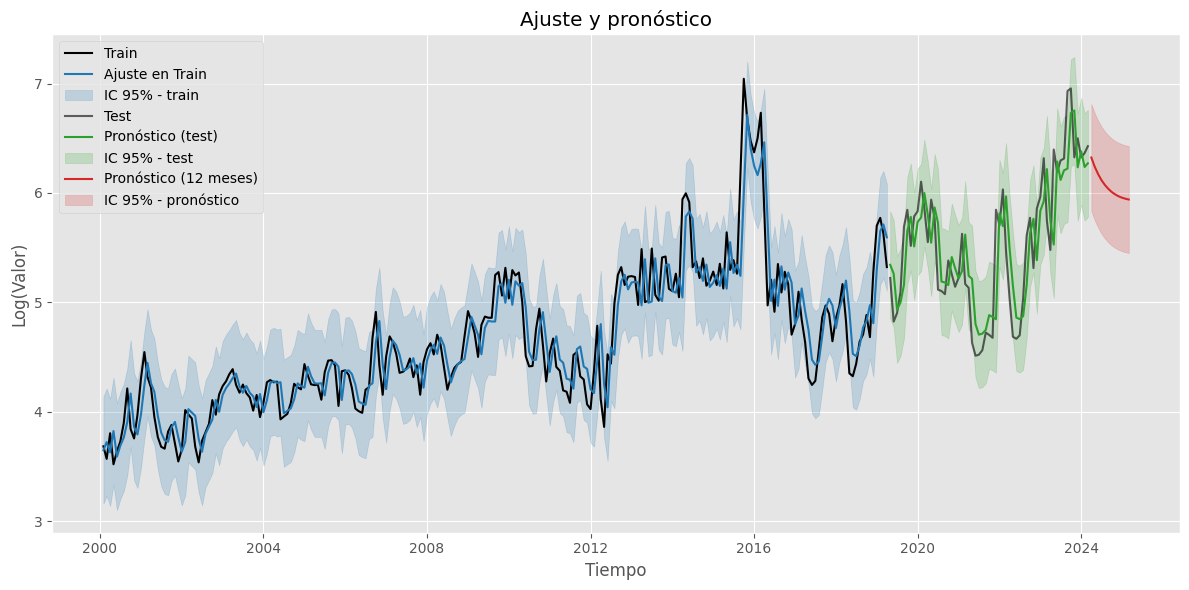 Ajuste y pronóstico
Train
Ajuste en Train
IC 95% - train
Test
Pronóstico (test)
IC 95% - test
Pronóstico (12 meses)
IC 95% - pronóstico
Log(Valor)
7
6
5
4
3
2000
2004
2008
2012
2016
2020
2024
Tiempo